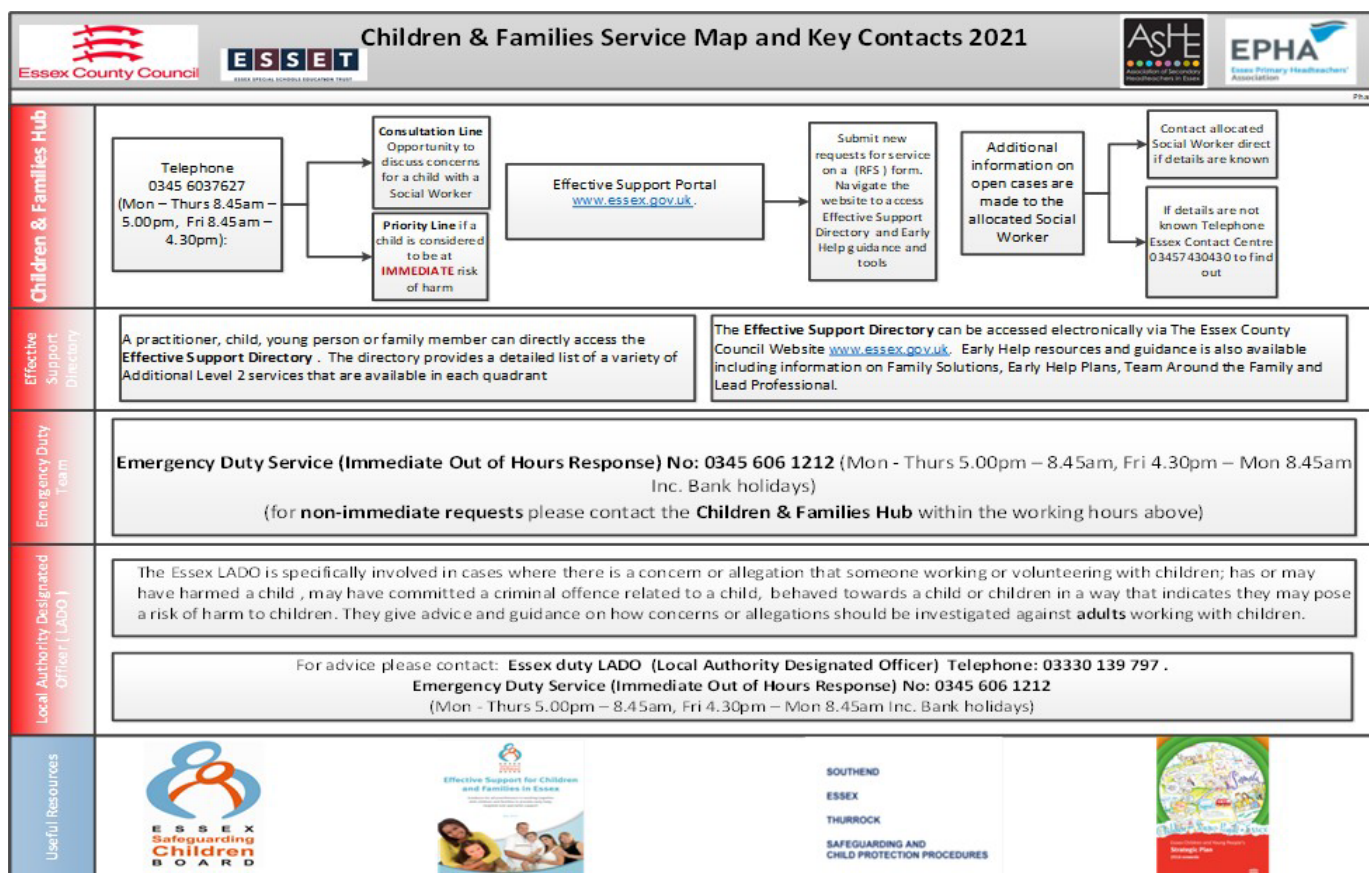 Essex County Council
ESSET
ESSEX SPECIAL SCHOOLS EDUCATION TRUST
Children & Families Service Map and Key Contacts 2021
ASHE
Association of Secondary
Headteachers in Essex
EPHA
Essex Primary Headteachers'
Association
Pha
Children & Families Hub
Telephone
0345 6037627
(Mon – Thurs 8.45am –
5.00pm, Fri 8.45am –
4.30pm):
Consultation Line
Opportunity to
discuss concerns
for a child with a
Social Worker
Priority Line if a
child is considered
to be at
IMMEDIATE risk
of harm
Effective Support Portal
www.essex.gov.uk.
Submit new
requests for service
on a (RFS ) form.
Navigate the
website to access
Effective Support
Directory and Early
Help guidance and
tools
Additional
information on
open cases are
made to the
allocated Social
Worker
Contact allocated
Social Worker direct
if details are known
If details are not
known Telephone
Essex Contact Centre
03457430430 to find
out
Effective
Support
Directory
A practitioner, child, young person or family member can directly access the
Effective Support Directory . The directory provides a detailed list of a variety of
Additional Level 2 services that are available in each quadrant
The Effective Support Directory can be accessed electronically via The Essex County
Council Website www.essex.gov.uk. Early Help resources and guidance is also available
including information on Family Solutions, Early Help Plans, Team Around the Family and
Lead Professional.
Emergency Duty
Team
Emergency Duty Service (Immediate Out of Hours Response) No: 0345 606 1212 (Mon - Thurs 5.00pm – 8.45am, Fri 4.30pm – Mon 8.45am
Inc. Bank holidays)
(for non-immediate requests please contact the Children & Families Hub within the working hours above)
Local Authority Designated
Officer ( LADO )
The Essex LADO is specifically involved in cases where there is a concern or allegation that someone working or volunteering with children; has or may
have harmed a child , may have committed a criminal offence related to a child, behaved towards a child or children in a way that indicates they may pose
a risk of harm to children. They give advice and guidance on how concerns or allegations should be investigated against adults working with children.
For advice please contact: Essex duty LADO (Local Authority Designated Officer) Telephone: 03330 139 797 .
Emergency Duty Service (Immediate Out of Hours Response) No: 0345 606 1212
(Mon - Thurs 5.00pm – 8.45am, Fri 4.30pm – Mon 8.45am Inc. Bank holidays)
Useful Resources
ESSEX
Safeguarding
Children
BOARD
Effective Support for Children
and Families in Essex
SOUTHEND
ESSEX
THURROCK
SAFEGUARDING AND
CHILD PROTECTION PROCEDURES
Essex Children and Young People's
Strategic Plan